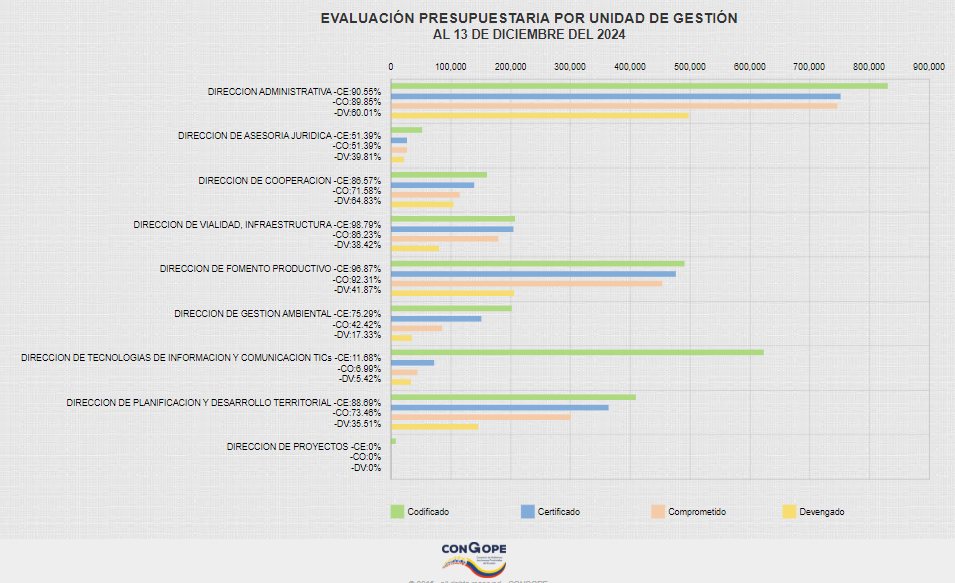 EVALUACIÓN PRESUPUESTARIA POR UNIDAD DE GESTIÓN
AL 13 DE DICIEMBRE DEL 2024
0 100,000 200,000 300,000 400,000 500,000 600,000 700,000 800,000 900,000
DIRECCION ADMINISTRATIVA -CE:90.55%
-CO:89.85%
-DV:60.01%
DIRECCION DE ASESORIA JURIDICA -CE:51.39%
-CO:51.39%
-DV:39.81%
DIRECCION DE COOPERACION -CE:86.57%
-CO:71.58%
-DV:64.83%
DIRECCION DE VIALIDAD, INFRAESTRUCTURA -CE:98.79%
-CO:86.23%
-DV:38.42%
DIRECCION DE FOMENTO PRODUCTIVO -CE:96.87%
-CO:92.31%
-DV:41.87%
DIRECCION DE GESTION AMBIENTAL -CE:75.29%
-CO:42.42%
-DV:17.33%
DIRECCION DE TECNOLOGIAS DE INFORMACION Y COMUNICACION TICs -CE:11.68%
-CO:6.99%
-DV:5.42%
DIRECCION DE PLANIFICACION Y DESARROLLO TERRITORIAL -CE:88.69%
-CO:73.46%
-DV:35.51%
DIRECCION DE PROYECTOS -CE:0%
-CO:0%
-DV:0%
Codificado Certificado Comprometido Devengado
CONGOPE